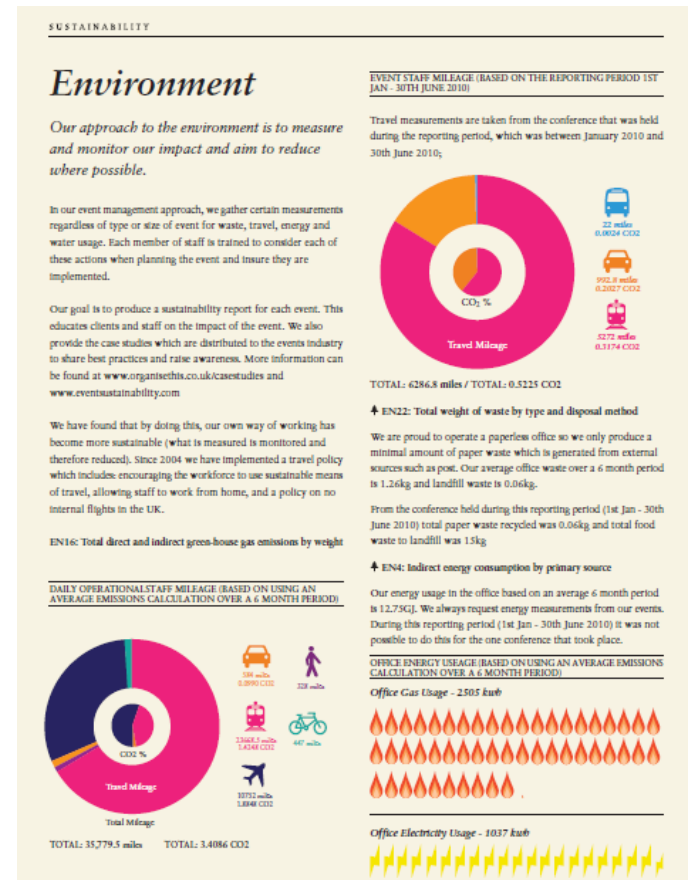 SUSTAINABILITY
Environment
Our approach to the environment is to measure
and monitor our impact and aim to reduce
where possible.
In our event management approach, we gather certain measurements
regardless of type or size of event for waste, travel, energy and
water usage. Each member of staff is trained to consider each of
these actions when planning the event and insure they are
implemented.
Our goal is to produce a sustainability report for each event. This
educates clients and staff on the impact of the event. We also
provide the case studies which are distributed to the events industry
to share best practices and raise awareness. More information can
be found at www.organisethis.co.uk/casestudies and
www.eventsustainability.com
We have found that by doing this, our own way of working has
become more sustainable (what is measured is monitored and
therefore reduced). Since 2004 we have implemented a travel policy
which includes: encouraging the workforce to use sustainable means
of travel, allowing staff to work from home, and a policy on no
internal flights in the UK.
EN16: Total direct and indirect green-house gas emissions by weight
DAILY OPERATIONALSTAFF MILEAGE (BASED ON USING AN
AVERAGE EMISSIONS CALCULATION OVER A 6 MONTH PERIOD)
CO2 %
Travel Mileage
Total Mileage
miles
CO2
miles
miles
CO2
447 miles
10752 miles
CO2
TOTAL: 35,779.5 miles TOTAL: 3.4086 CO2
EVENT STAFF MILEAGE (BASED ON THE REPORTING PERIOD 1ST
JAN - 30TH JUNE 2010)
Travel measurements are taken from the conference that was held
during the reporting period, which was between January 2010 and
30th June 2010;
CO2 %
Travel Mileage
22 miles
0.0024 CO2
992.8 miles
0.2027 CO2
5272 miles
0.3174 CO2
TOTAL: 6286.8 miles / TOTAL: 0.5225 CO2
EN22: Total weight of waste by type and disposal method
We are proud to operate a paperless office so we only produce a
minimal amount of paper waste which is generated from external
sources such as post. Our average office waste over a 6 month period
is 1.26kg and landfill waste is 0.06kg.
From the conference held during this reporting period (1st Jan - 30th
June 2010) total paper waste recycled was 0.06kg and total food
waste to landfill was 15kg
EN4: Indirect energy consumption by primary source
Our energy usage in the office based on an average 6 month period
is 12.75GJ. We always request energy measurements from our events.
During this reporting period (1st Jan - 30th June 2010) it was not
possible to do this for the one conference that took place.
OFFICE ENERGY USEAGE (BASED ON USING AN AVERAGE EMISSIONS
CALCULATION OVER A 6 MONTH PERIOD)
Office Gas Usage - 2505 kwh
Office Electricity Usage - 1037 kwh